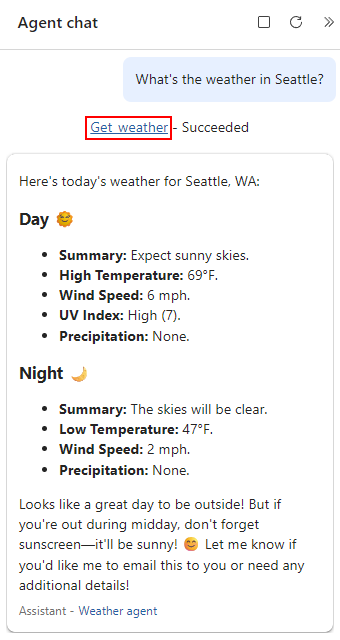 Agent chat
What's the weather in Seattle?
Get weather - Succeeded
Here's today's weather for Seattle, WA:
Day 🌞
• Summary: Expect sunny skies.
• High Temperature: 69°F.
• Wind Speed: 6 mph.
• UV Index: High (7).
• Precipitation: None.
Night 🌙
• Summary: The skies will be clear.
• Low Temperature: 47°F.
• Wind Speed: 2 mph.
• Precipitation: None.
Looks like a great day to be outside! But if
you're out during midday, don't forget
sunscreen—it'll be sunny! 😊 Let me know if
you'd like me to email this to you or need any
additional details!
Assistant - Weather agent